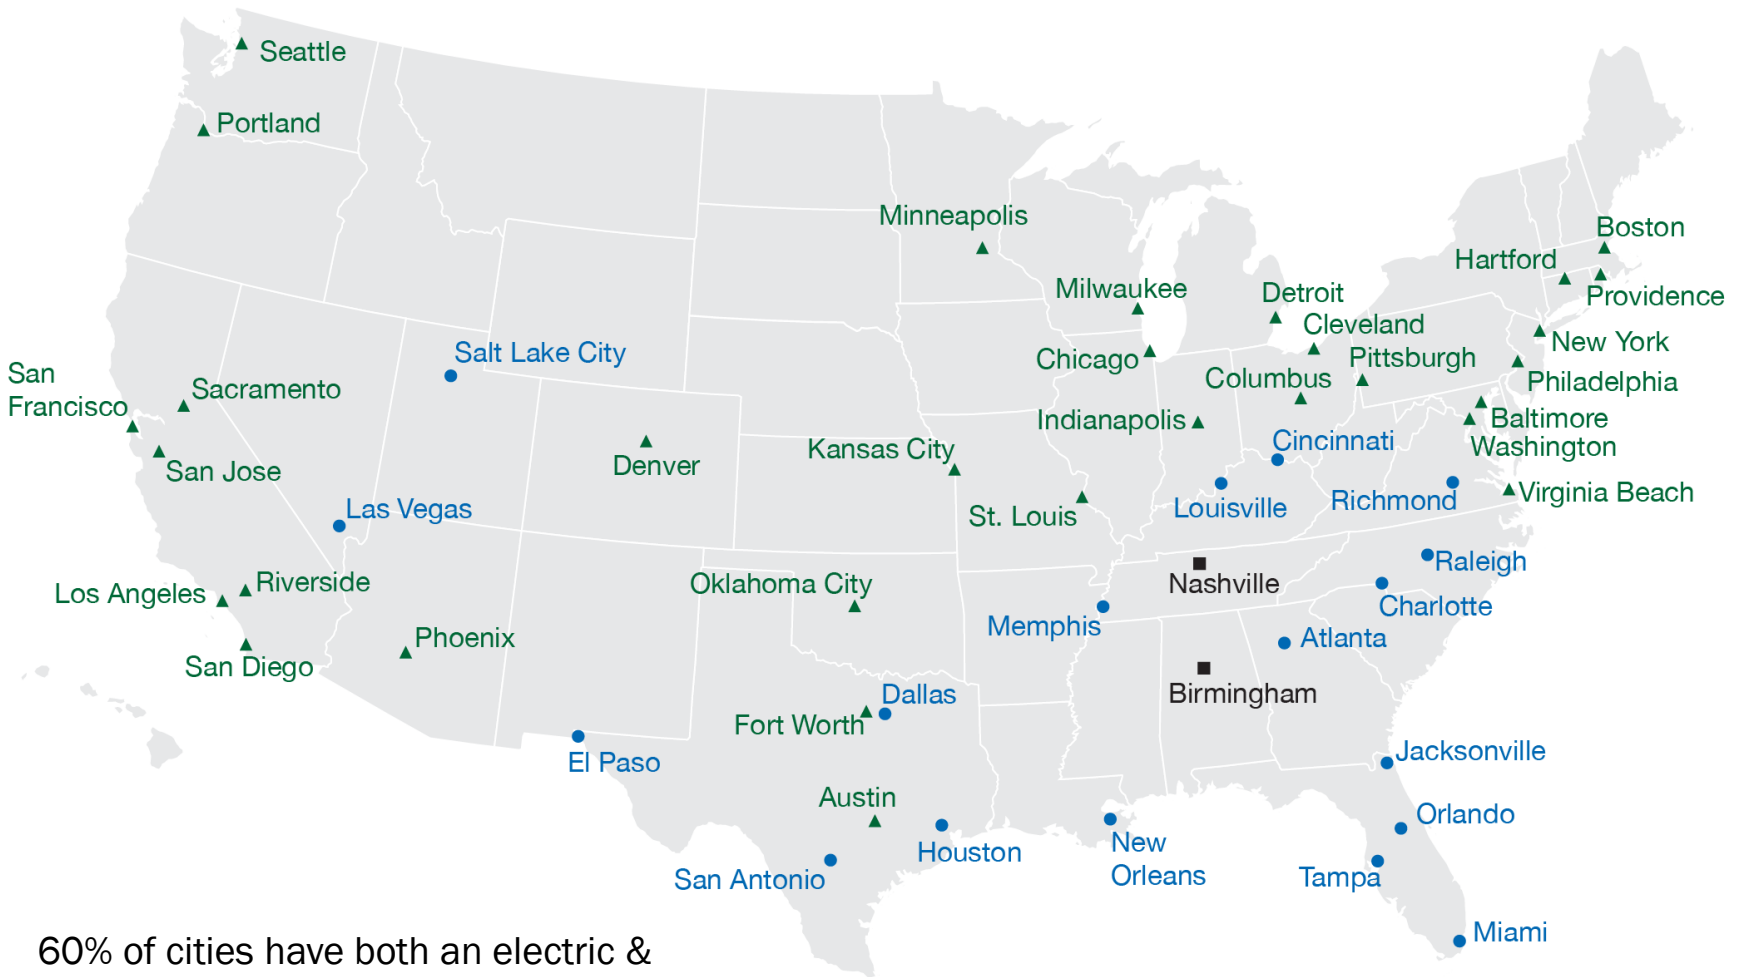 Seattle
Portland
Minneapolis
Boston
Hartford
Milwaukee
Detroit
Providence
Cleveland
New York
Salt Lake City
Chicago
Pittsburgh
San
Francisco
Sacramento
Columbus
Philadelphia
Indianapolis
Baltimore
Cincinnati
Washington
Kansas City
Denver
San Jose
Las Vegas
St. Louis
Louisville
Richmond
Virginia Beach
Raleigh
Los Angeles
Riverside
Oklahoma City
Nashville
Charlotte
Memphis
Phoenix
Atlanta
San Diego
Dallas
Birmingham
Fort Worth
El Paso
Jacksonville
Austin
Orlando
Houston
New
Orleans
San Antonio
Tampa
Miami
60% of cities have both an electric &